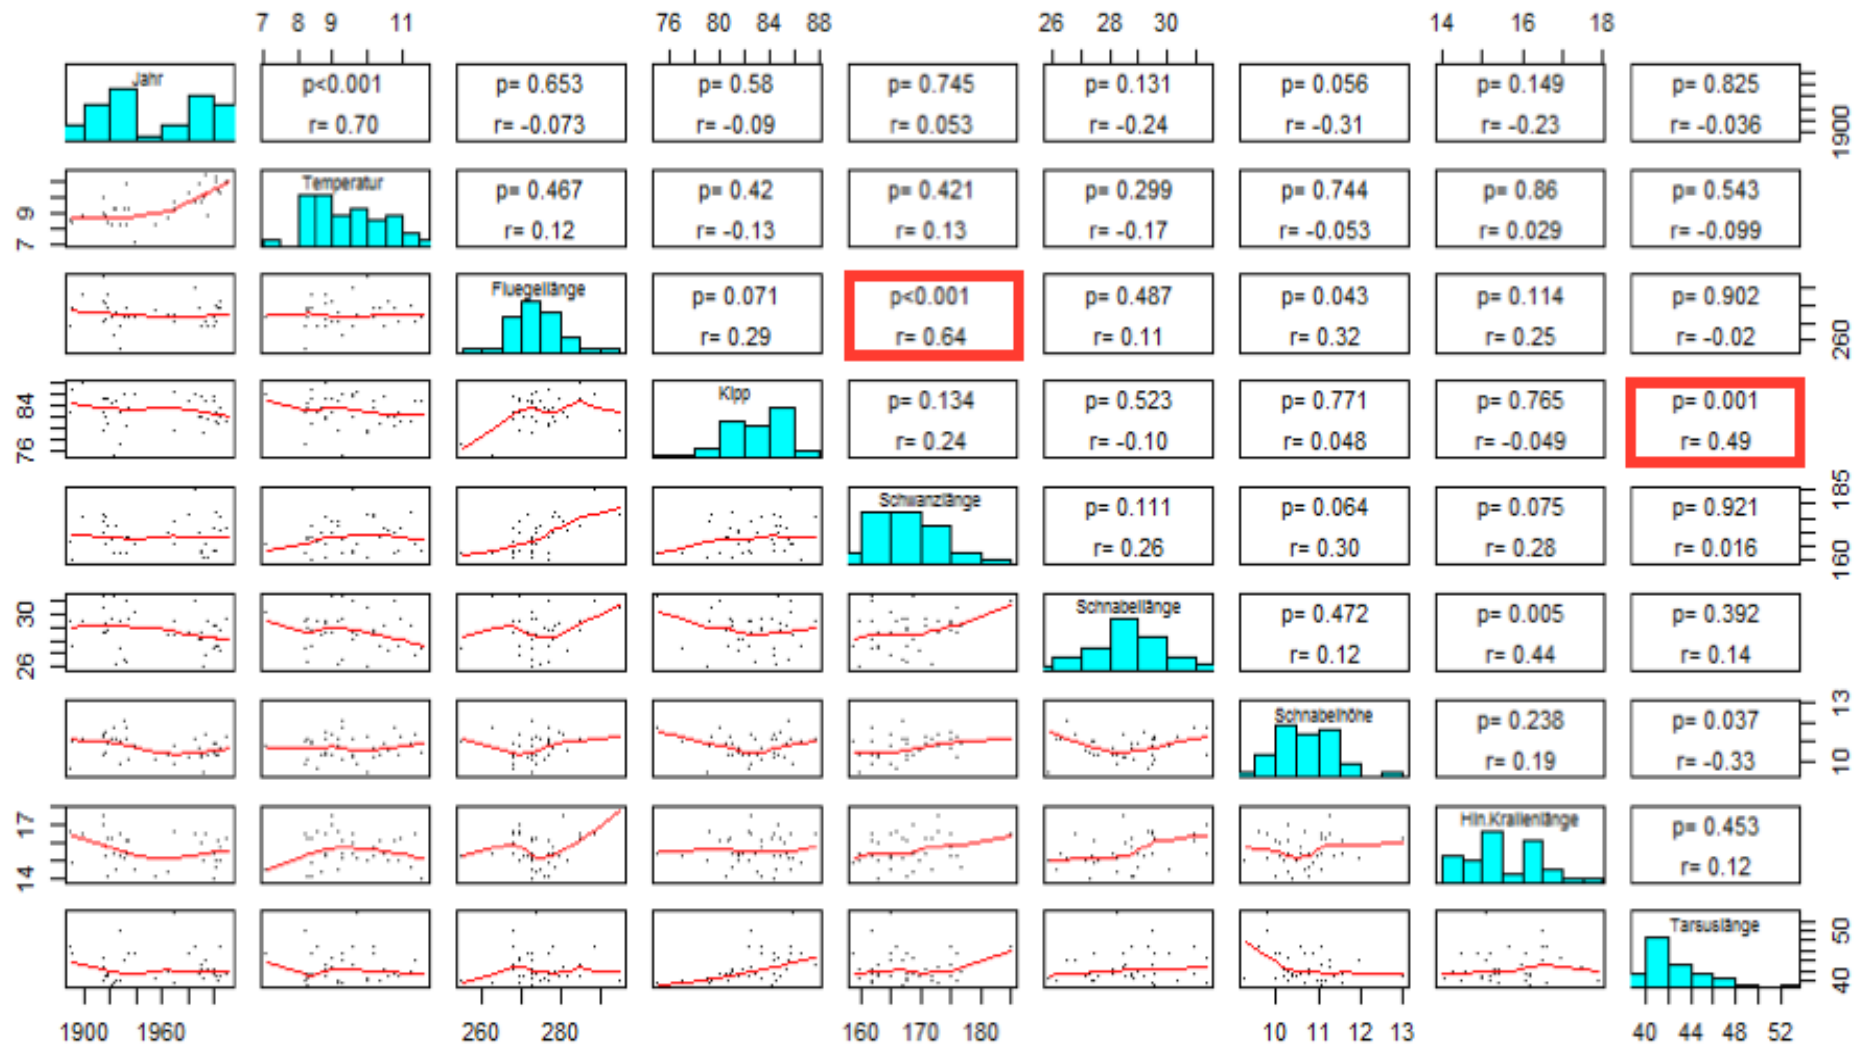 7 8 9 11 76 80 84 88 26 28 30 14 16 18
Jahr
p<0.001
r= 0.70
p= 0.653
r= -0.073
p= 0.58
r= -0.09
p= 0.745
r= 0.053
p= 0.131
r= -0.24
p= 0.056
r= -0.31
p= 0.149
r= -0.23
p= 0.825
r= -0.036
1900
7 9
Temperatur
p= 0.467
r= 0.12
p= 0.42
r= -0.13
p= 0.421
r= 0.13
p= 0.299
r= -0.17
p= 0.744
r= -0.053
p= 0.86
r= 0.029
p= 0.543
r= -0.099
Fluegellänge
p= 0.071
r= 0.29
p<0.001
r= 0.64
p= 0.487
r= 0.11
p= 0.043
r= 0.32
p= 0.114
r= 0.25
p= 0.902
r= -0.02
260
76 84
Kipp
p= 0.134
r= 0.24
p= 0.523
r= -0.10
p= 0.771
r= 0.048
p= 0.765
r= -0.049
p= 0.001
r= 0.49
Schwanzlänge
p= 0.111
r= 0.26
p= 0.064
r= 0.30
p= 0.075
r= 0.28
p= 0.921
r= 0.016
160 185
26 30
Schnabellänge
p= 0.472
r= 0.12
p= 0.005
r= 0.44
p= 0.392
r= 0.14
Schnabelhöhe
p= 0.238
r= 0.19
p= 0.037
r= -0.33
10 13
14 17
Hin.Krallenlänge
p= 0.453
r= 0.12
Tarsuslänge
40 50
1900 1960 260 280 160 170 180 10 11 12 13 40 44 48 52